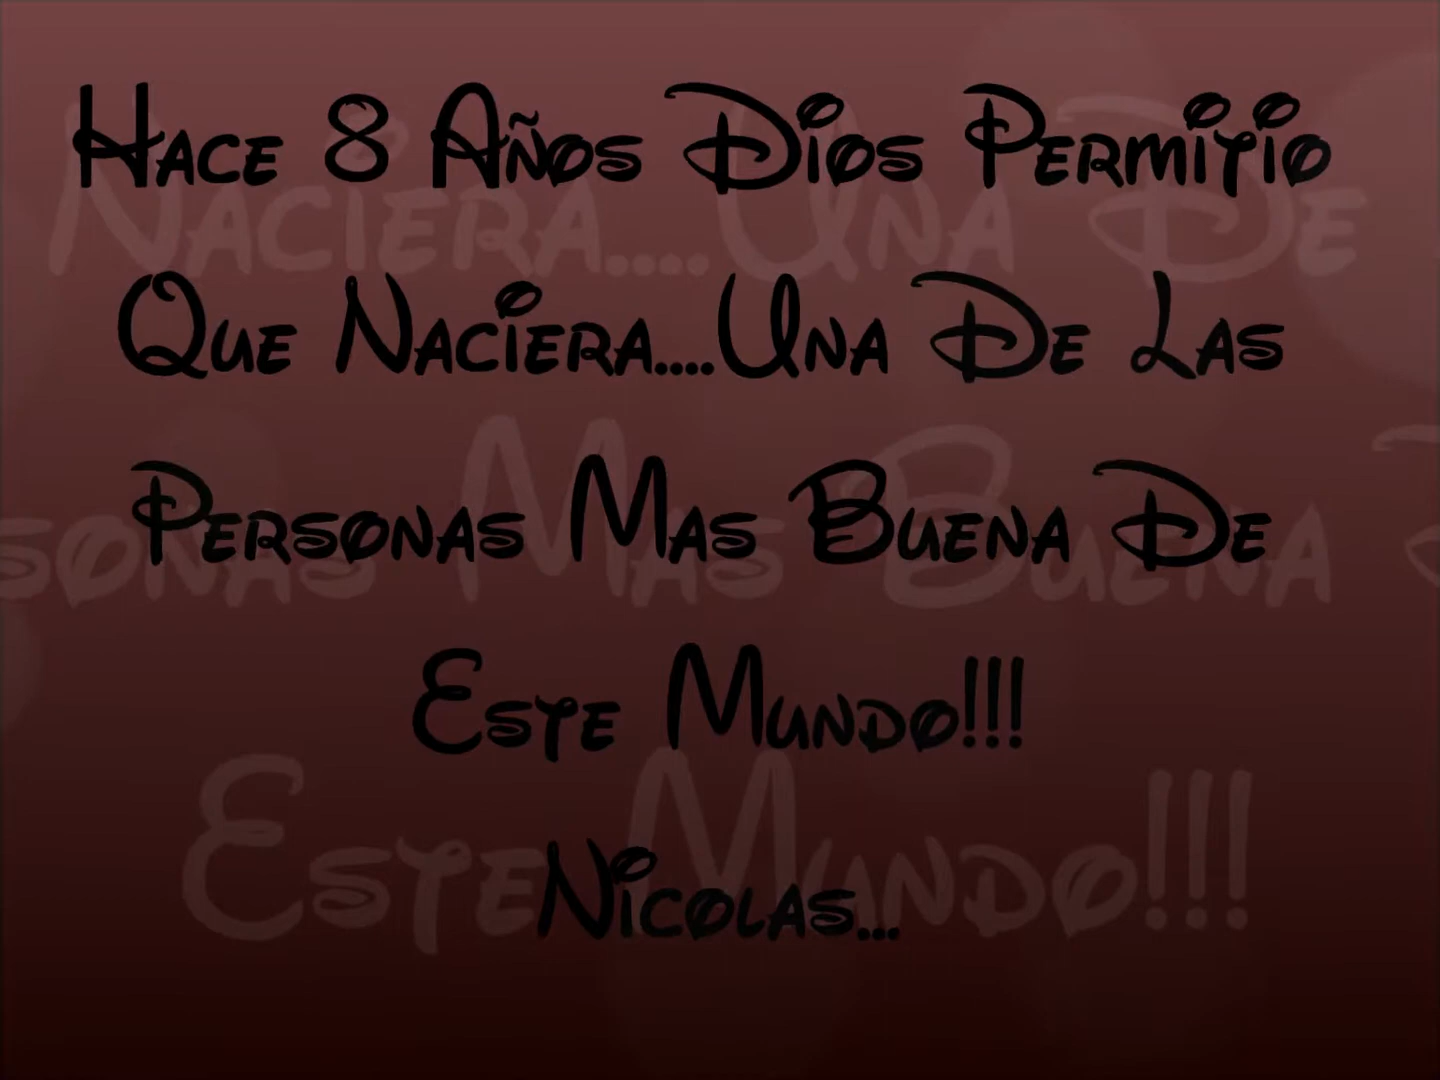 Hace 8 Años Dios Permitio
Que Naciera....Una De Las
Personas Mas Buena De
Este Mundo!!!
Nicolas...